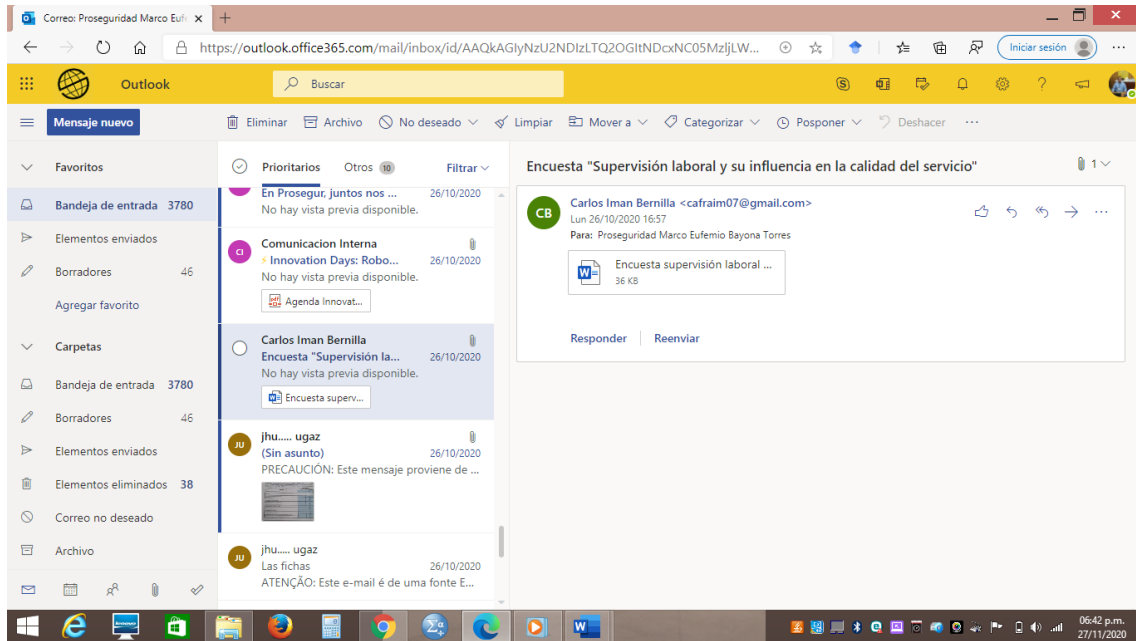 Correo: Proseguridad Marco Eufe
https://outlook.office365.com/mail/inbox/id/AAQkAGIyNzU2NDIzLTQ2OGItNDcxNC05MzljLW...
Iniciar sesión
Outlook
Buscar
Mensaje nuevo
Eliminar
Archivo
No deseado
Limpiar
Mover a
Categorizar
Posponer
Deshacer
Favoritos
Bandeja de entrada 3780
Elementos enviados
Borradores 46
Agregar favorito
Carpetas
Bandeja de entrada 3780
Borradores 46
Elementos enviados
Elementos eliminados 38
Correo no deseado
Archivo
Prioritarios
Otros 10
Filtrar
En Prosegur, juntos nos ... 26/10/2020
No hay vista previa disponible.
CI
Comunicacion Interna
Innovation Days: Robo... 26/10/2020
No hay vista previa disponible.
Agenda Innovat...
Carlos Iman Bernilla
Encuesta "Supervisión la... 26/10/2020
No hay vista previa disponible.
Encuesta superv...
JU
jhu..... ugaz
(Sin asunto) 26/10/2020
PRECAUCIÓN: Este mensaje proviene de ...
JU
jhu..... ugaz
Las fichas 26/10/2020
ATENÇÃO: Este e-mail é de uma fonte E...
Encuesta "Supervisión laboral y su influencia en la calidad del servicio"
1
CB
Carlos Iman Bernilla <cafraim07@gmail.com>
Lun 26/10/2020 16:57
Para: Proseguridad Marco Eufemio Bayona Torres
Encuesta supervisión laboral ...
36 KB
Responder
Reenviar
06:42 p.m.
27/11/2020